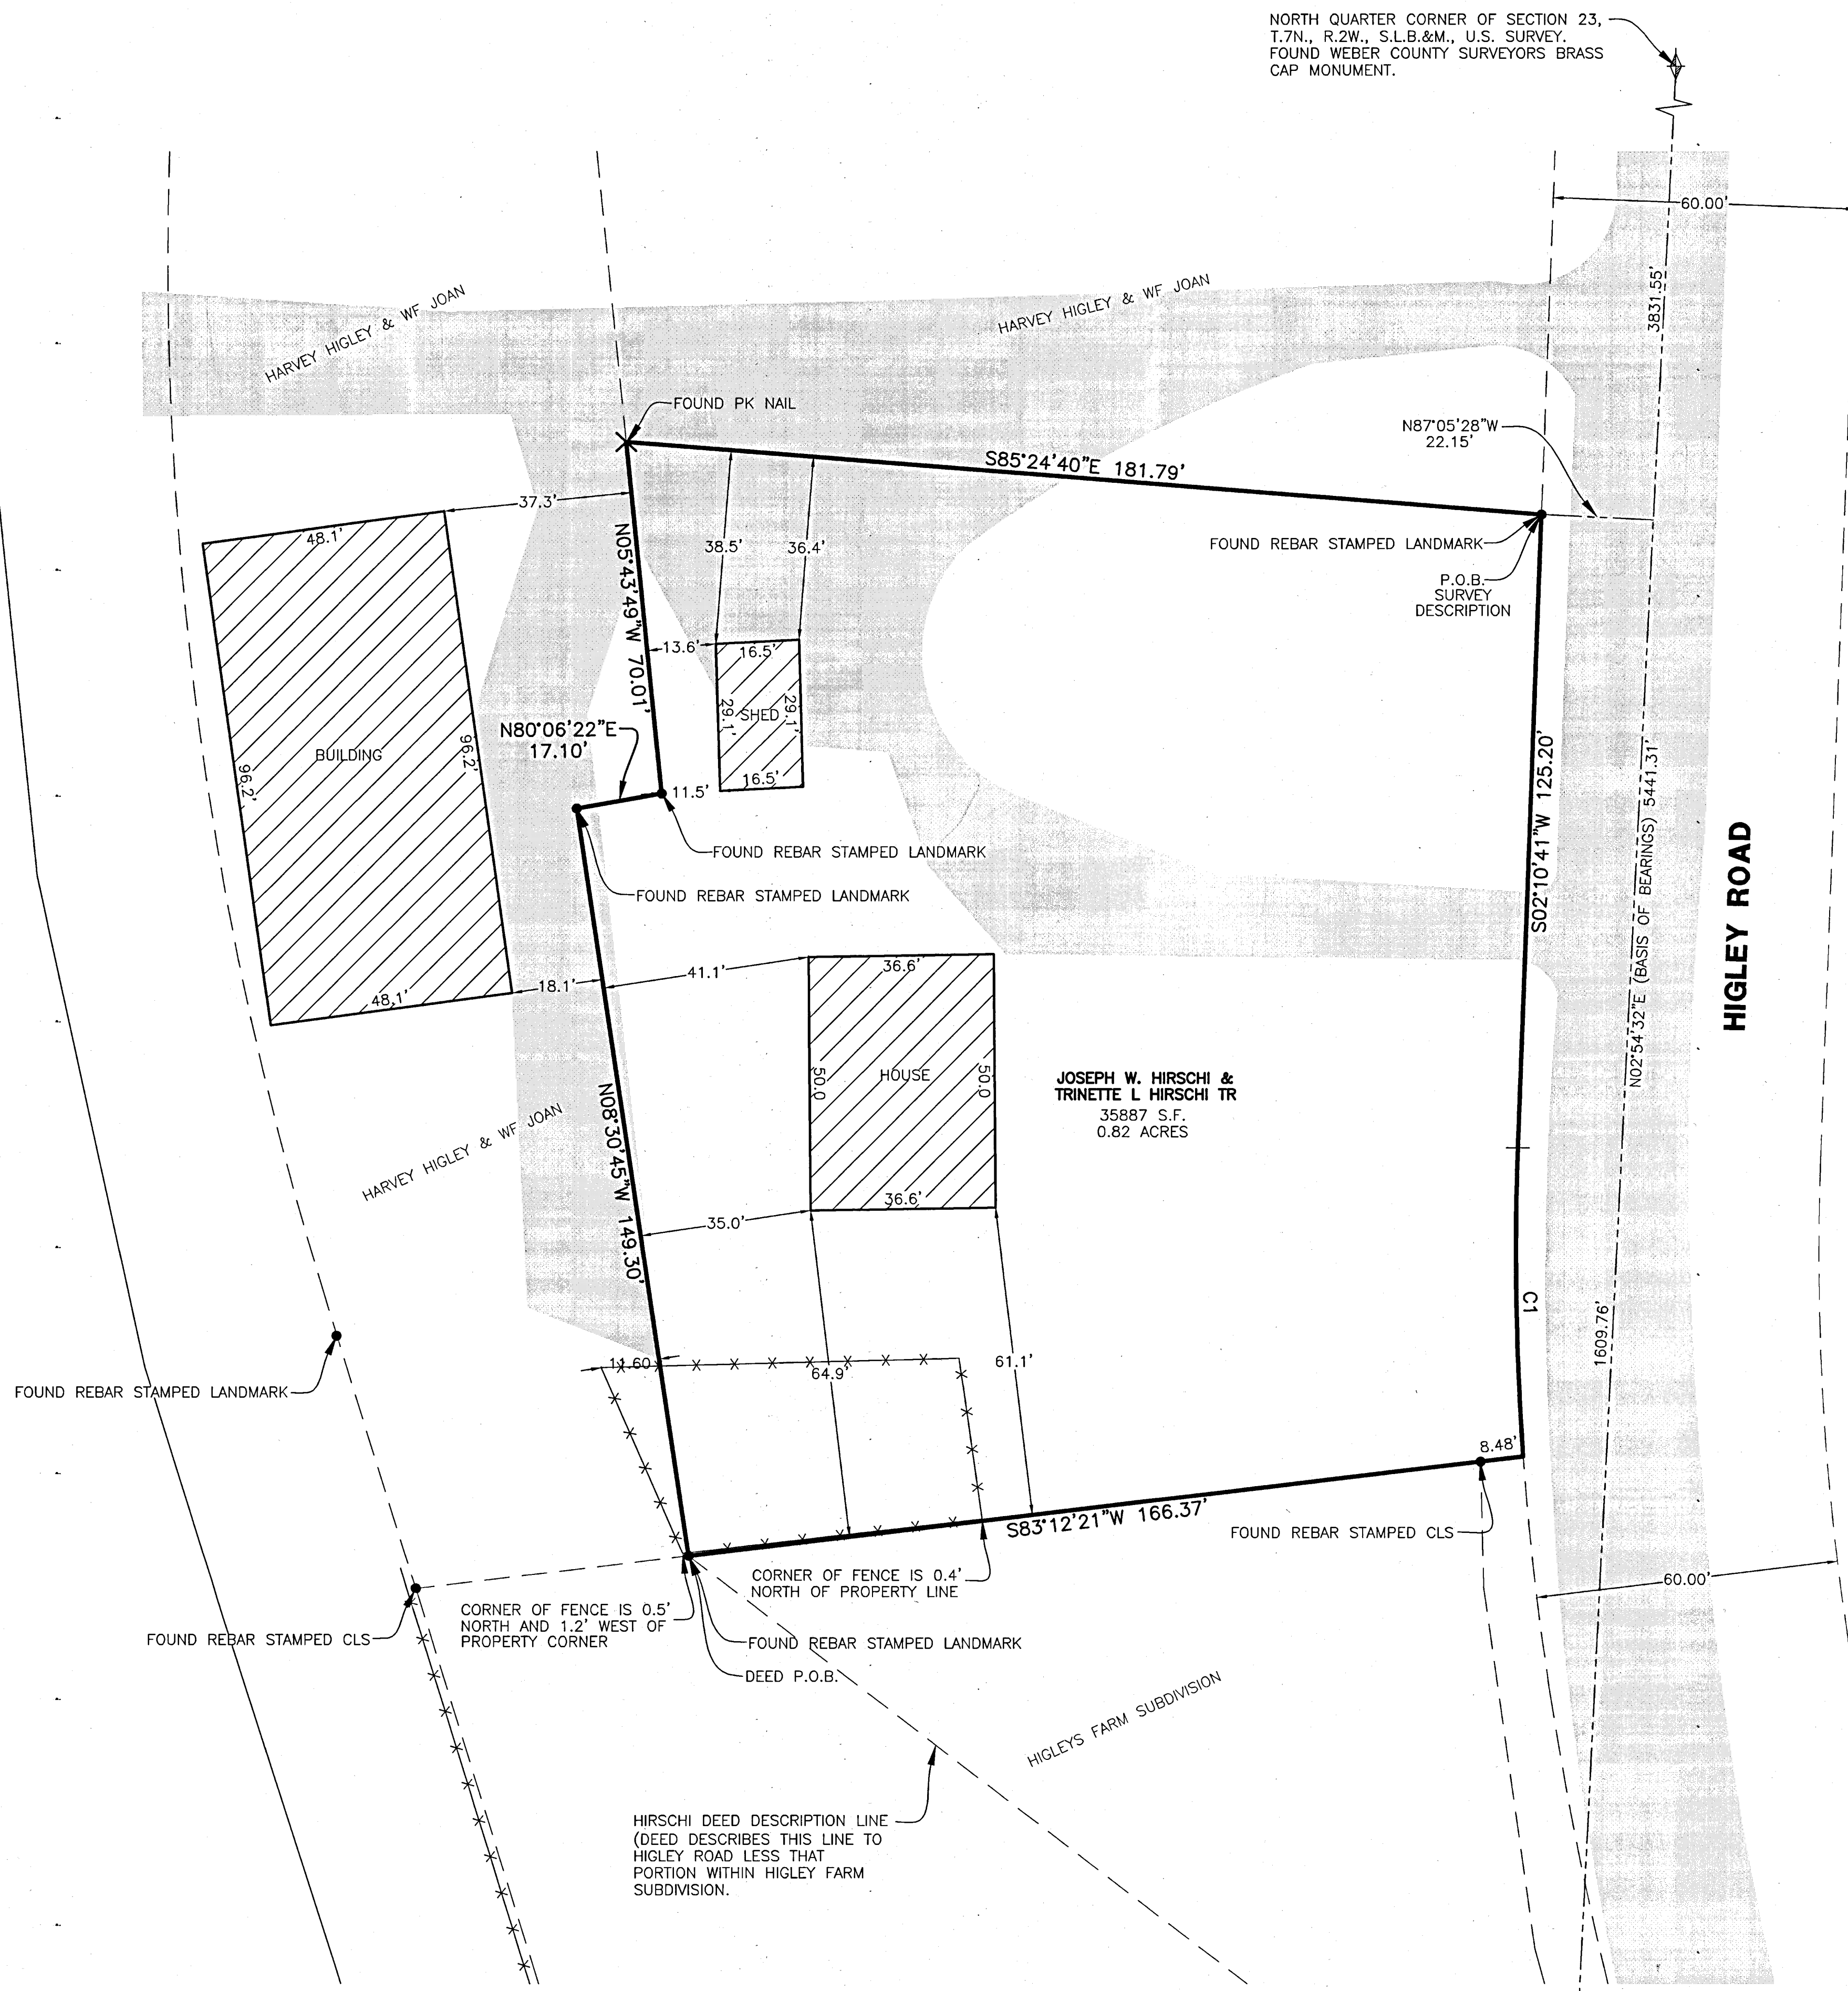 NORTH QUARTER CORNER OF SECTION 23,
T.7N., R.2W., S.L.B.&M., U.S. SURVEY.
FOUND WEBER COUNTY SURVEYORS BRASS
CAP MONUMENT.
60.00'
3831.55'
HARVEY HIGLEY & WF JOAN
HARVEY HIGLEY & WF JOAN
FOUND PK NAIL
N87°05'28"W
22.15'
S85°24'40"E 181.79'
37.3'
48.1'
N05°43'49"W 70.01'
38.5'
36.4'
FOUND REBAR STAMPED LANDMARK
P.O.B.
SURVEY
DESCRIPTION
13.6'
16.5'
29.1'
SHED
29.1'
16.5'
N80°06'22"E
17.10'
11.5'
BUILDING
96.2'
96.2'
48.1'
S02°10'41"W 125.20'
N02°54'32"E (BASIS OF BEARINGS) 5441.31'
HIGLEY ROAD
FOUND REBAR STAMPED LANDMARK
FOUND REBAR STAMPED LANDMARK
18.1'
41.1'
36.6'
50.0
HOUSE
50.0
36.6'
JOSEPH W. HIRSCHI &
TRINETTE L HIRSCHI TR
35887 S.F.
0.82 ACRES
HARVEY HIGLEY & WF JOAN
N08°30'45"W 149.30'
35.0'
C1
1609.76'
11.60
64.9'
61.1'
FOUND REBAR STAMPED LANDMARK
8.48'
S83°12'21"W 166.37'
FOUND REBAR STAMPED CLS
CORNER OF FENCE IS 0.4'
NORTH OF PROPERTY LINE
60.00'
CORNER OF FENCE IS 0.5'
NORTH AND 1.2' WEST OF
PROPERTY CORNER
FOUND REBAR STAMPED CLS
FOUND REBAR STAMPED LANDMARK
DEED P.O.B.
HIGLEYS FARM SUBDIVISION
HIRSCHI DEED DESCRIPTION LINE
(DEED DESCRIBES THIS LINE TO
HIGLEY ROAD LESS THAT
PORTION WITHIN HIGLEY FARM
SUBDIVISION.